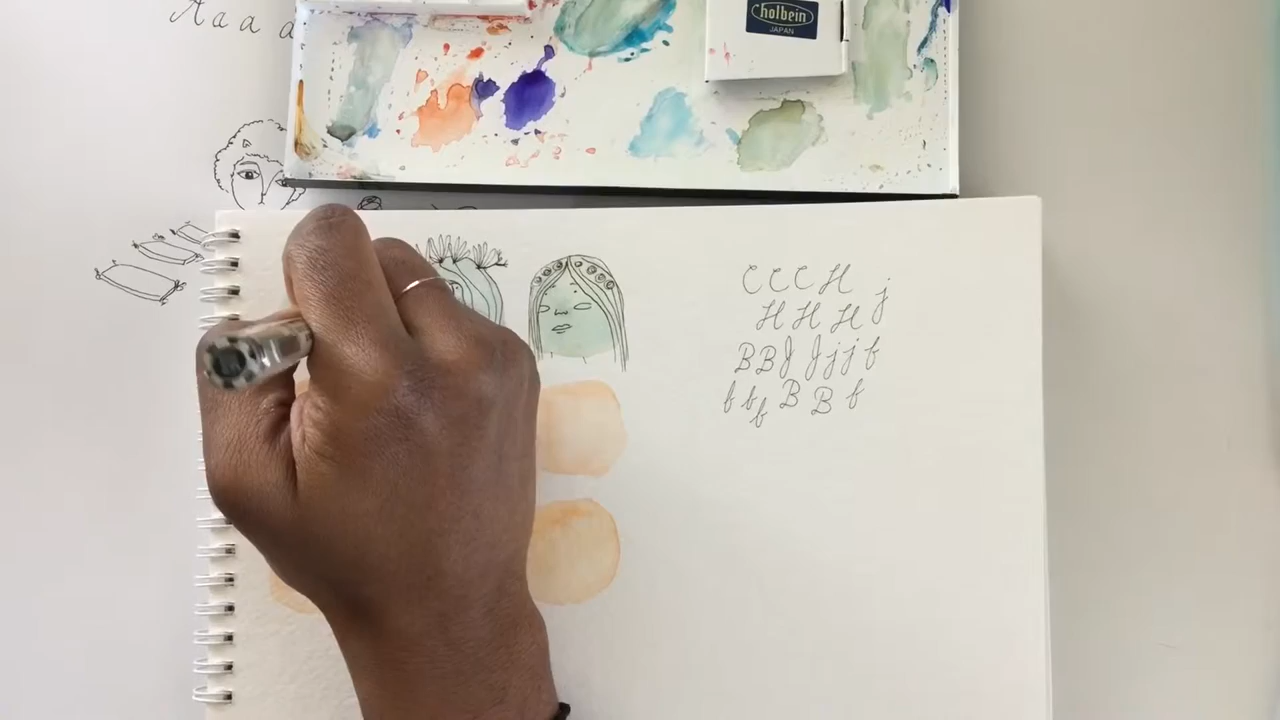 A a a a
holbein
JAPAN
C C C H j
H H H
B B J J j j f
f f f B B f